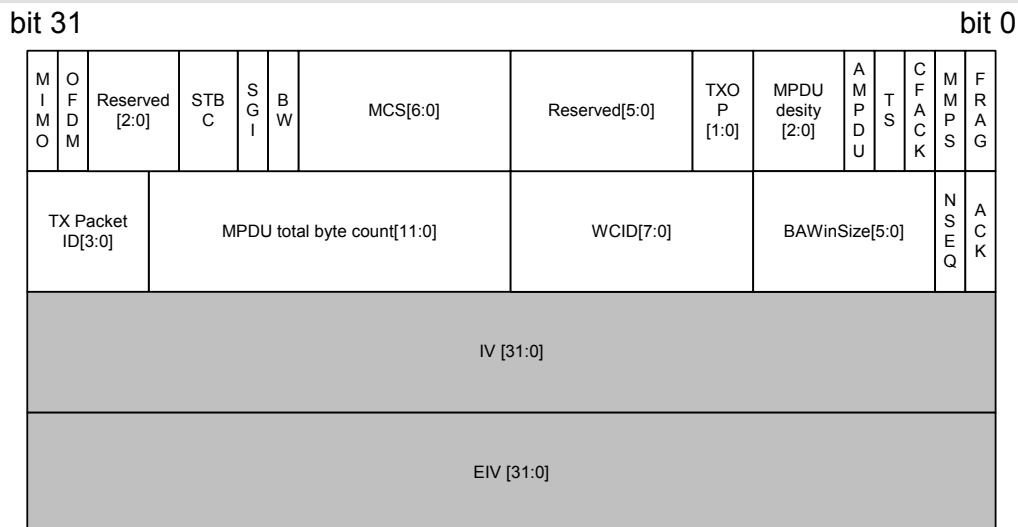 bit 31
bit 0
MIMO
OFDM
Reserved
[2:0]
STB
C
SGI
BW
MCS[6:0]
Reserved[5:0]
TXO
P
[1:0]
MPDU
desity
[2:0]
AMPDU
TS
CFACK
MMPS
FRAG
TX Packet
ID[3:0]
MPDU total byte count[11:0]
WCID[7:0]
BAWinSize[5:0]
NSEQ
ACK
IV [31:0]
EIV [31:0]